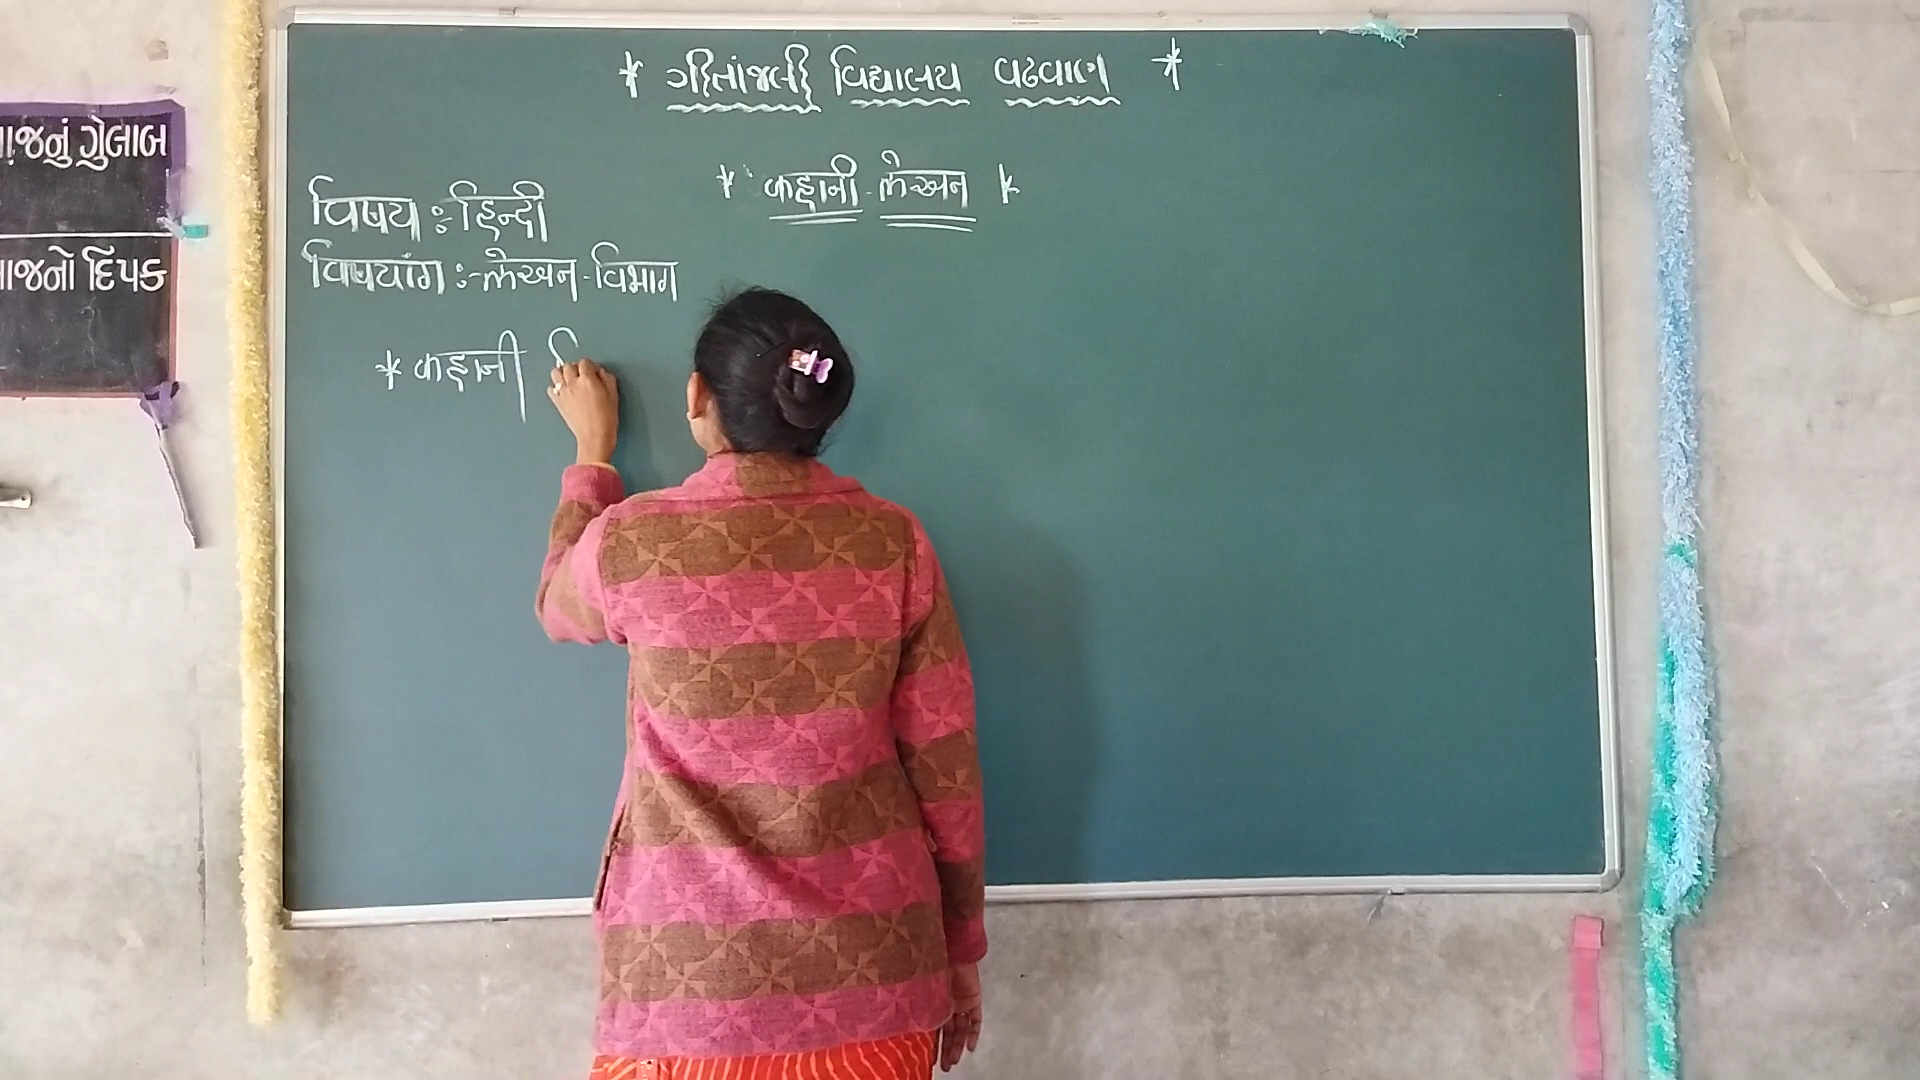 * ગીતાંજલી વિદ્યાલય વઢવાણ *
* कहानी-लेखन *
विषय :- हिन्दी
विषयांग :- लेखन-विभाग
* कहानी
ાજનું ગુલાબ
ાજનો દિપક